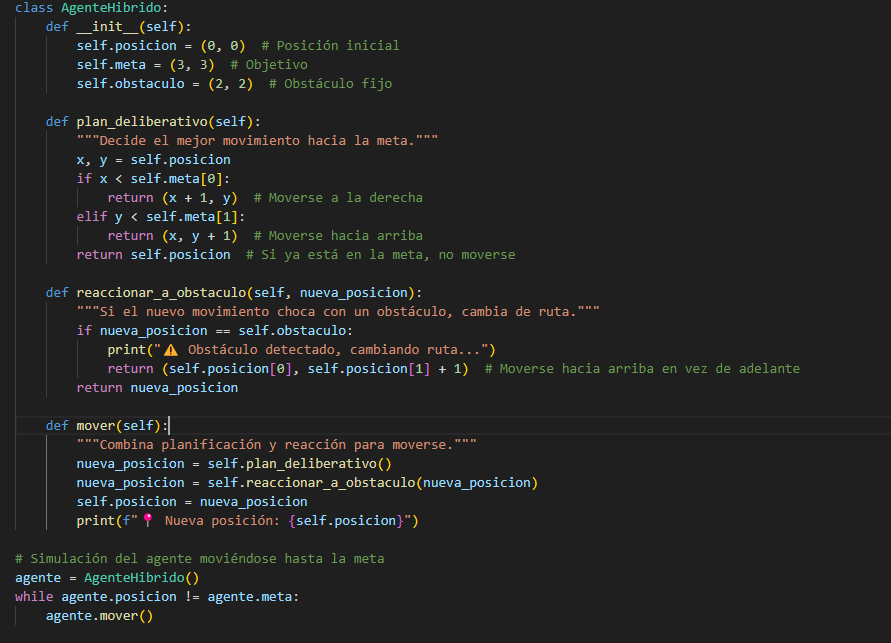 class AgenteHibrido:
    def __init__(self):
        self.posicion = (0, 0)  # Posición inicial
        self.meta = (3, 3)  # Objetivo
        self.obstaculo = (2, 2)  # Obstáculo fijo

    def plan_deliberativo(self):
        """Decide el mejor movimiento hacia la meta."""
        x, y = self.posicion
        if x < self.meta[0]:
            return (x + 1, y)  # Moverse a la derecha
        elif y < self.meta[1]:
            return (x, y + 1)  # Moverse hacia arriba
        return self.posicion  # Si ya está en la meta, no moverse

    def reaccionar_a_obstaculo(self, nueva_posicion):
        """Si el nuevo movimiento choca con un obstáculo, cambia de ruta."""
        if nueva_posicion == self.obstaculo:
            print("⚠️ Obstáculo detectado, cambiando ruta...")
            return (self.posicion[0], self.posicion[1] + 1)  # Moverse hacia arriba en vez de adelante
        return nueva_posicion

    def mover(self):
        """Combina planificación y reacción para moverse."""
        nueva_posicion = self.plan_deliberativo()
        nueva_posicion = self.reaccionar_a_obstaculo(nueva_posicion)
        self.posicion = nueva_posicion
        print(f"📍 Nueva posición: {self.posicion}")

# Simulación del agente moviéndose hasta la meta
agente = AgenteHibrido()
while agente.posicion != agente.meta:
    agente.mover()